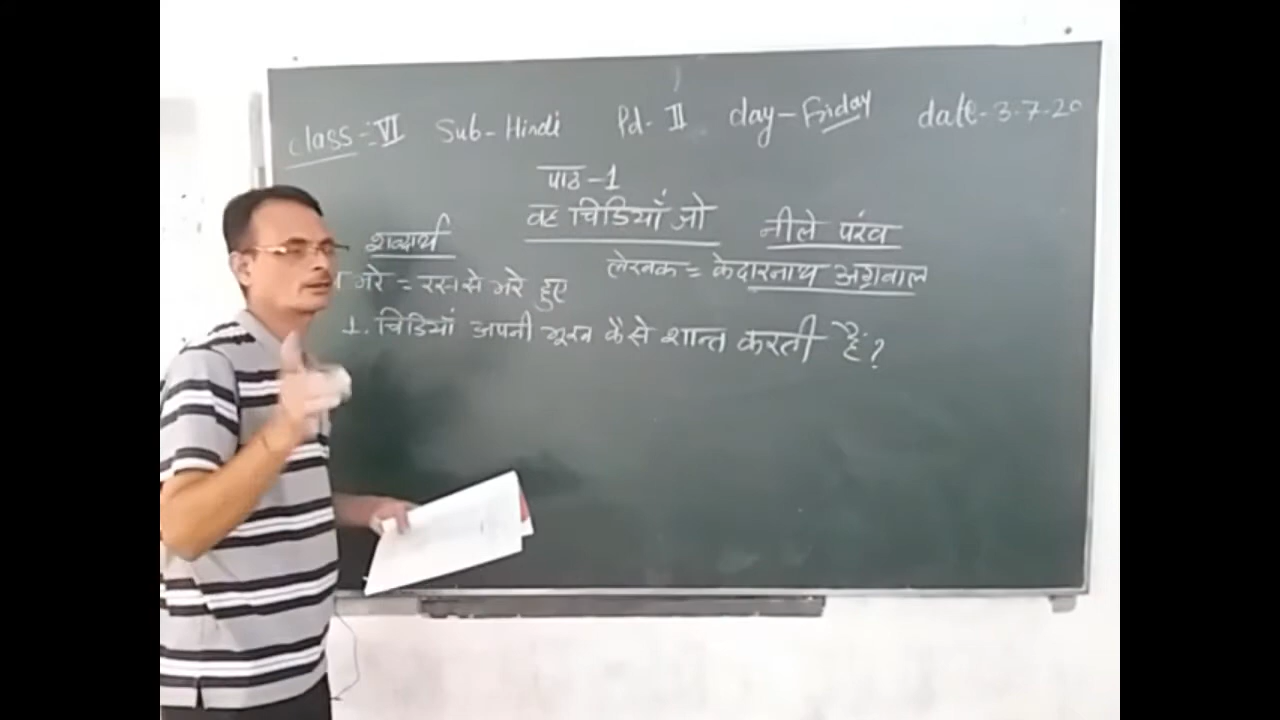 Class:- VI Sub-Hindi Pd-II day-Friday date-3-7-20
पाठ-1
वह चिडियाँ जो
नीले पंख
शब्दार्थ
लेखक = केदारनाथ अग्रवाल
भरे = रस से भरे हुए
1. चिडियाँ अपनी भूख कैसे शान्त करती हैं?